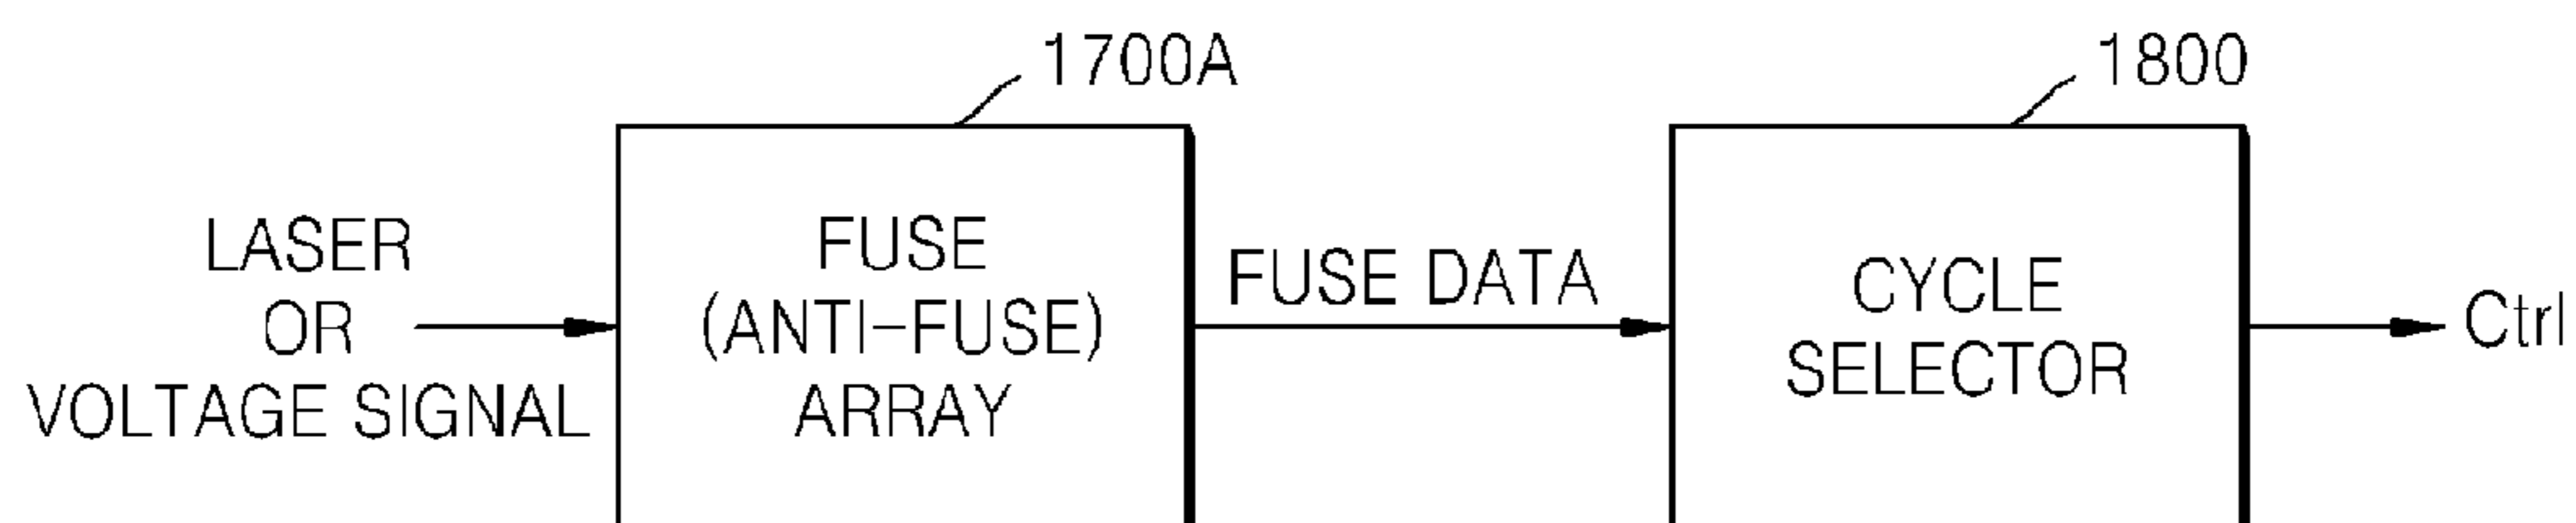 1700A
1800
LASER
OR
VOLTAGE SIGNAL
FUSE
(ANTI-FUSE)
ARRAY
FUSE DATA
CYCLE
SELECTOR
Ctrl